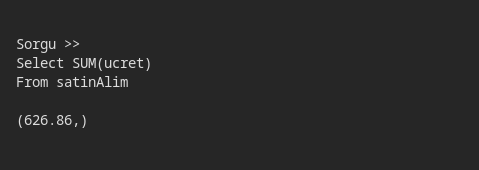 Sorgu >>
Select SUM(ucret)
From satinAlim
(626.86,)